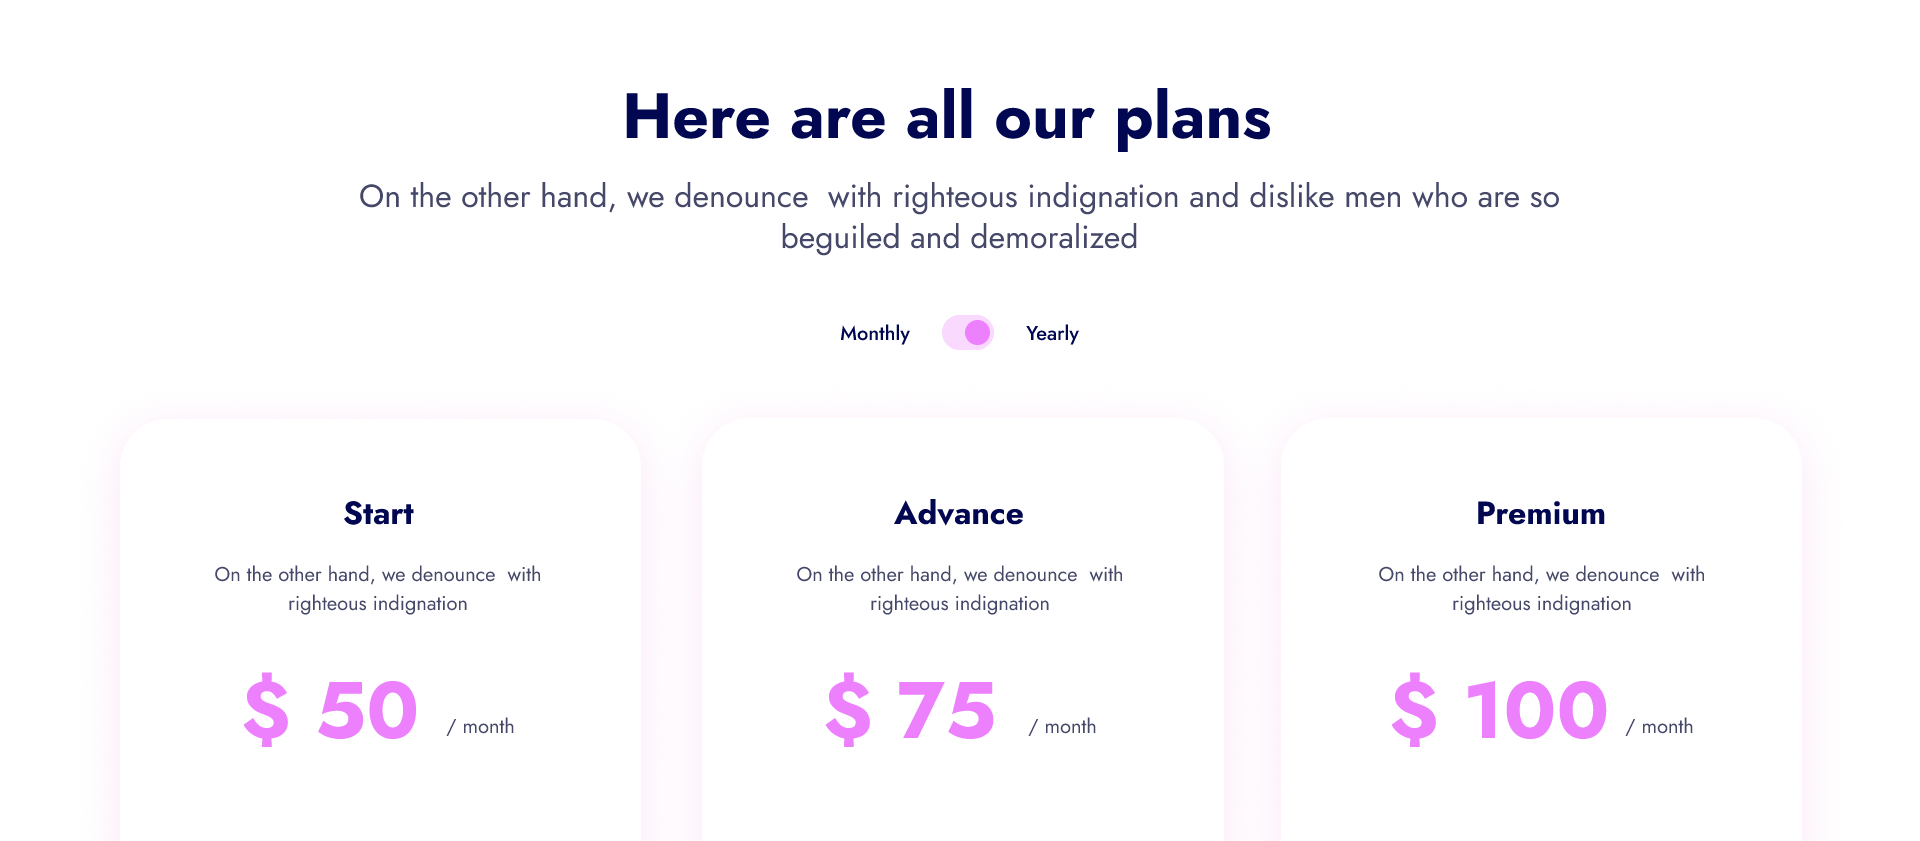 Here are all our plans
On the other hand, we denounce  with righteous indignation and dislike men who are so
beguiled and demoralized
Monthly
Yearly
Start
On the other hand, we denounce  with
righteous indignation
$ 50 / month
Advance
On the other hand, we denounce  with
righteous indignation
$ 75 / month
Premium
On the other hand, we denounce  with
righteous indignation
$ 100 / month